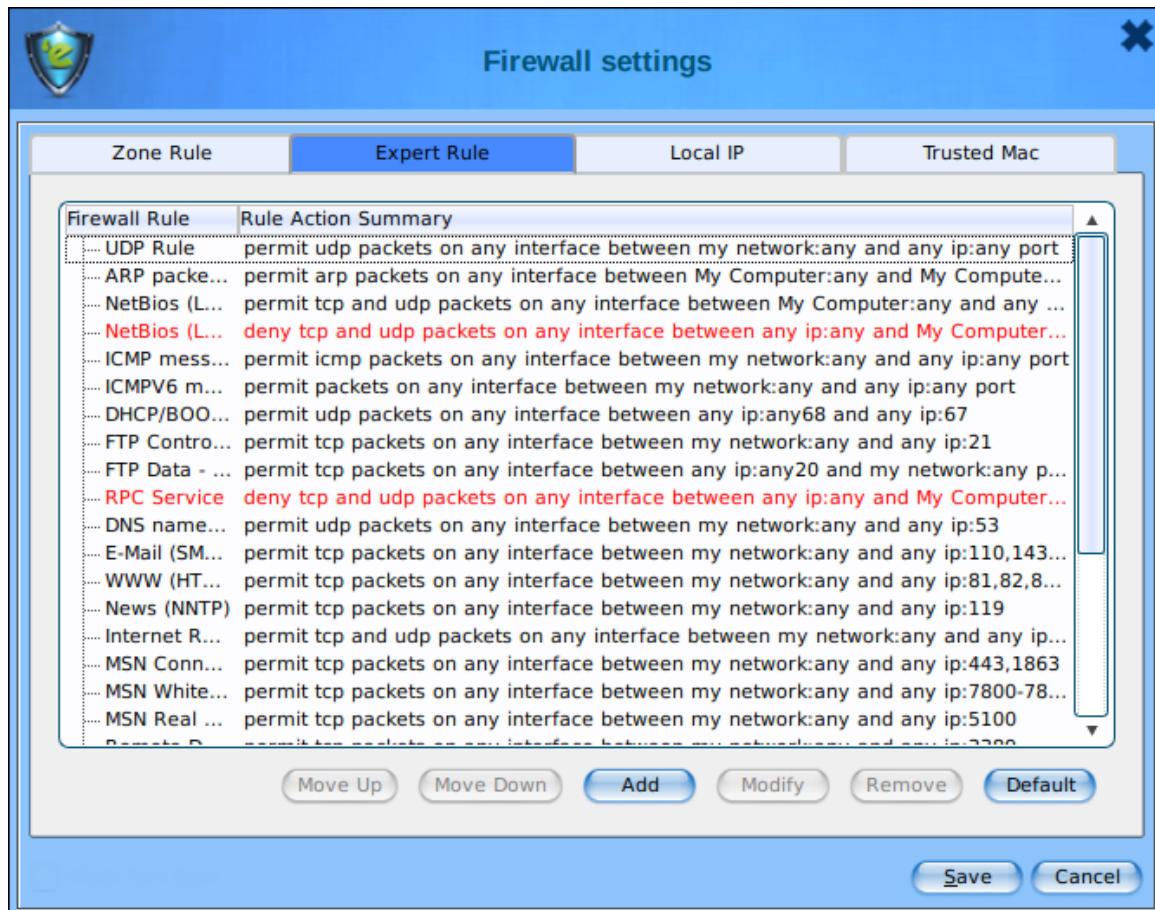 Firewall settings
Zone Rule Expert Rule Local IP Trusted Mac
Firewall Rule Rule Action Summary
UDP Rule permit udp packets on any interface between my network:any and any ip:any port
ARP packe... permit arp packets on any interface between My Computer:any and My Compute...
NetBios (L... permit tcp and udp packets on any interface between My Computer:any and any ...
NetBios (L... deny tcp and udp packets on any interface between any ip:any and My Computer...
ICMP mess... permit icmp packets on any interface between my network:any and any ip:any port
ICMPV6 m... permit packets on any interface between my network:any and any ip:any port
DHCP/BOO... permit udp packets on any interface between any ip:any68 and any ip:67
FTP Contro... permit tcp packets on any interface between my network:any and any ip:21
FTP Data - ... permit tcp packets on any interface between any ip:any20 and my network:any p...
RPC Service deny tcp and udp packets on any interface between any ip:any and My Computer...
DNS name... permit udp packets on any interface between my network:any and any ip:53
E-Mail (SM... permit tcp packets on any interface between my network:any and any ip:110,143...
WWW (HT... permit tcp packets on any interface between my network:any and any ip:81,82,8...
News (NNTP) permit tcp packets on any interface between my network:any and any ip:119
Internet R... permit tcp and udp packets on any interface between my network:any and any ip...
MSN Conn... permit tcp packets on any interface between my network:any and any ip:443,1863
MSN White... permit tcp packets on any interface between my network:any and any ip:7800-78...
MSN Real ... permit tcp packets on any interface between my network:any and any ip:5100
Move Up Move Down Add Modify Remove Default
Save Cancel